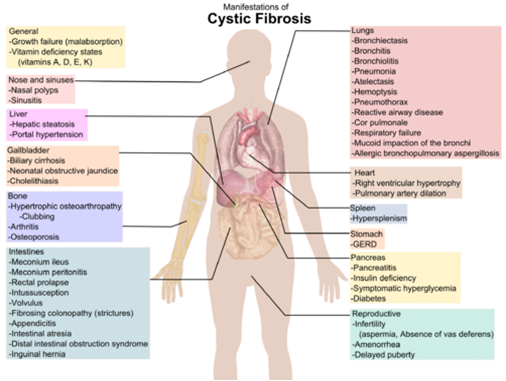 Manifestations of
Cystic Fibrosis
General
-Growth failure (malabsorption)
-Vitamin deficiency states
(vitamins A, D, E, K)
Nose and sinuses
-Nasal polyps
-Sinusitis
Liver
-Hepatic steatosis
-Portal hypertension
Gallbladder
-Biliary cirrhosis
-Neonatal obstructive jaundice
-Cholelithiasis
Bone
-Hypertrophic osteoarthropathy
-Clubbing
-Arthritis
-Osteoporosis
Intestines
-Meconium ileus
-Meconium peritonitis
-Rectal prolapse
-Intussusception
-Volvulus
-Fibrosing colonopathy (strictures)
-Appendicitis
-Intestinal atresia
-Distal intestinal obstruction syndrome
-Inguinal hernia
Lungs
-Bronchiectasis
-Bronchitis
-Bronchiolitis
-Pneumonia
-Atelectasis
-Hemoptysis
-Pneumothorax
-Reactive airway disease
-Cor pulmonale
-Respiratory failure
-Mucoid impaction of the bronchi
-Allergic bronchopulmonary aspergillosis
Heart
-Right ventricular hypertrophy
-Pulmonary artery dilation
Spleen
-Hypersplenism
Stomach
-GERD
Pancreas
-Pancreatitis
-Insulin deficiency
-Symptomatic hyperglycemia
-Diabetes
Reproductive
-Infertility
(aspermia, Absence of vas deferens)
-Amenorrhea
-Delayed puberty